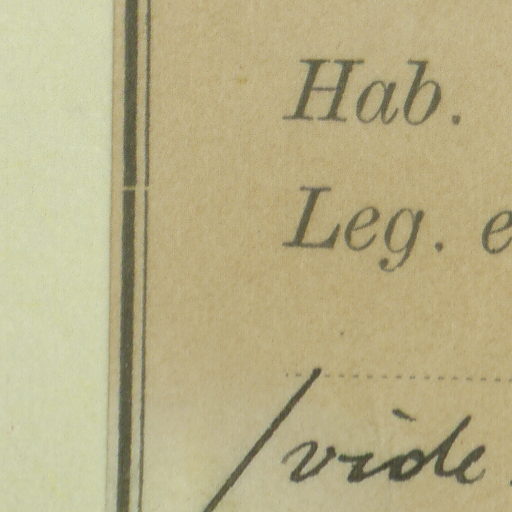 Hab.
Leg. e
/ vide